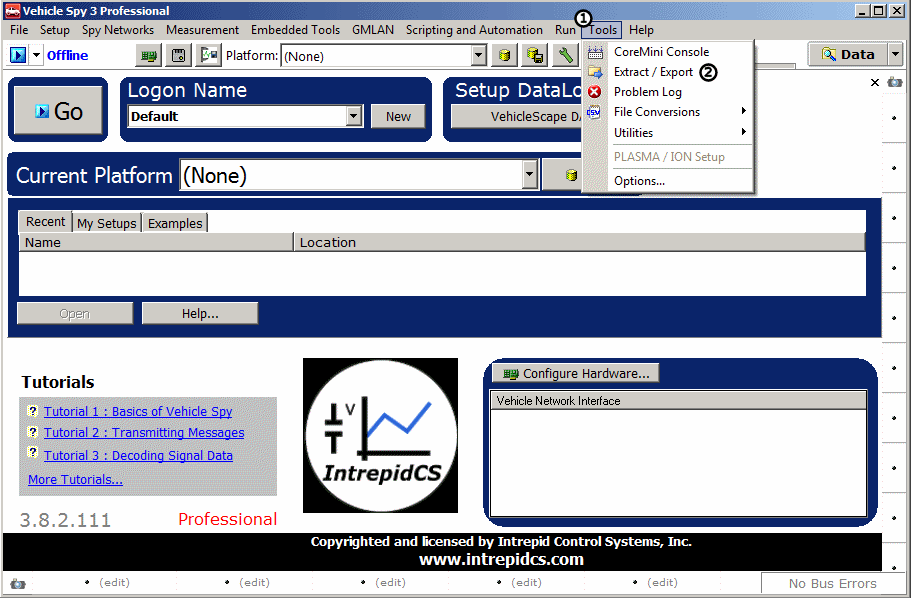 Vehicle Spy 3 Professional
File Setup Spy Networks Measurement Embedded Tools GMLAN Scripting and Automation Run 1 Tools Help
Offline Platform: (None) Data
CoreMini Console
Extract / Export 2
Problem Log
CSV File Conversions
Utilities
PLASMA / ION Setup
Options...
Go
Logon Name
Default New
Setup DataLo
VehicleScape DA
Current Platform (None)
Recent My Setups Examples
Name Location
Open Help...
Tutorials
? Tutorial 1 : Basics of Vehicle Spy
? Tutorial 2 : Transmitting Messages
? Tutorial 3 : Decoding Signal Data
More Tutorials...
3.8.2.111 Professional
V
IntrepidCS
Configure Hardware...
Vehicle Network Interface
Copyrighted and licensed by Intrepid Control Systems, Inc.
www.intrepidcs.com
(edit) (edit) (edit) (edit) (edit) No Bus Errors